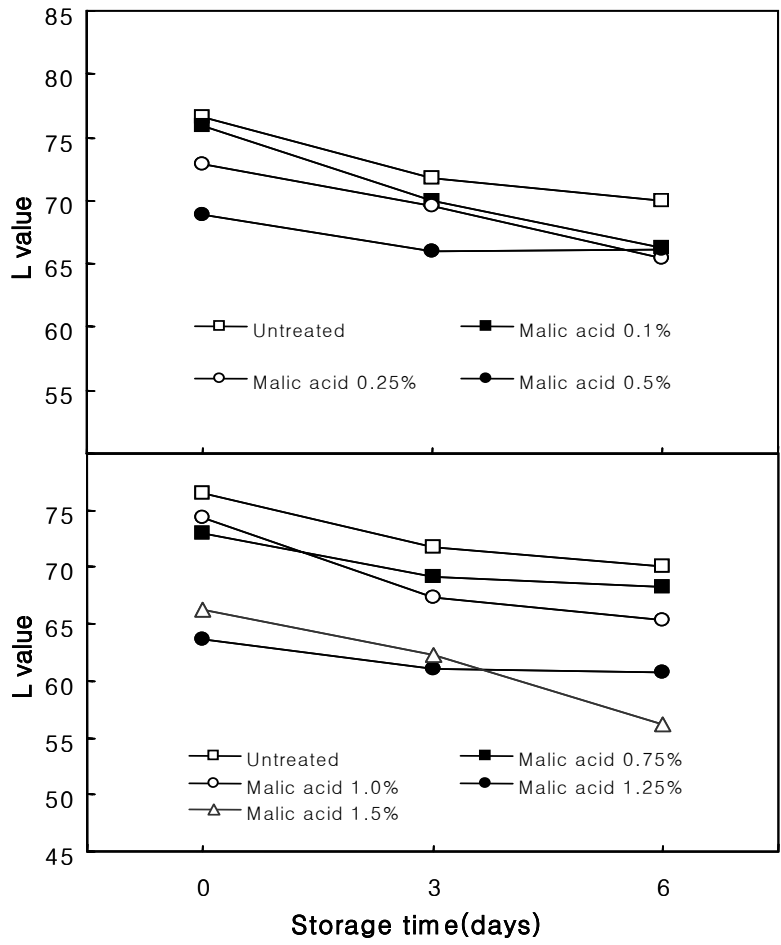 85
80
75
70
65
60
55
L value
Untreated
Malic acid 0.1%
Malic acid 0.25%
Malic acid 0.5%
75
70
65
60
55
50
45
L value
Untreated
Malic acid 0.75%
Malic acid 1.0%
Malic acid 1.25%
Malic acid 1.5%
0 3 6
Storage time(days)